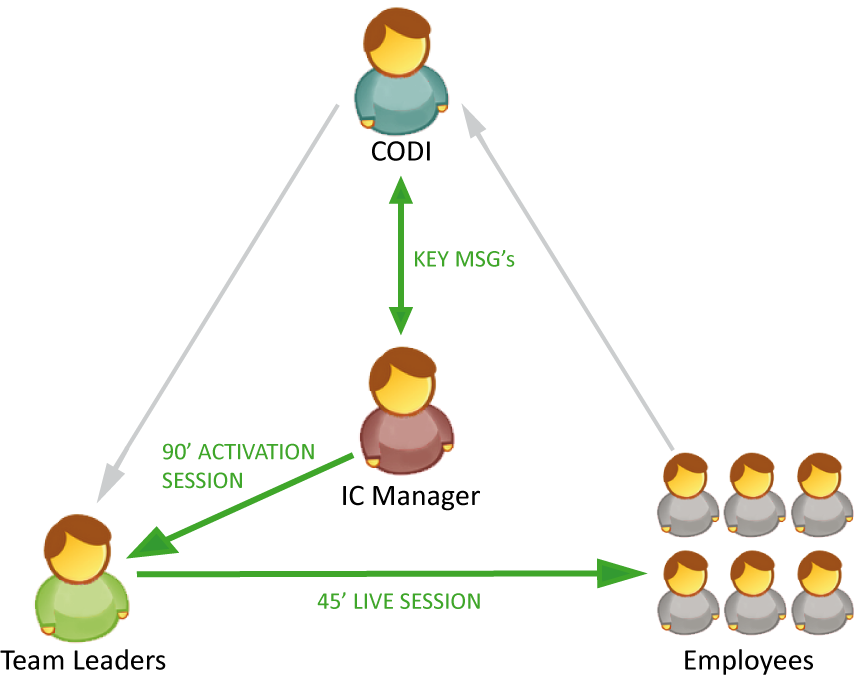 CODI
KEY MSG's
90’ ACTIVATION
SESSION
IC Manager
45’ LIVE SESSION
Team Leaders
Employees